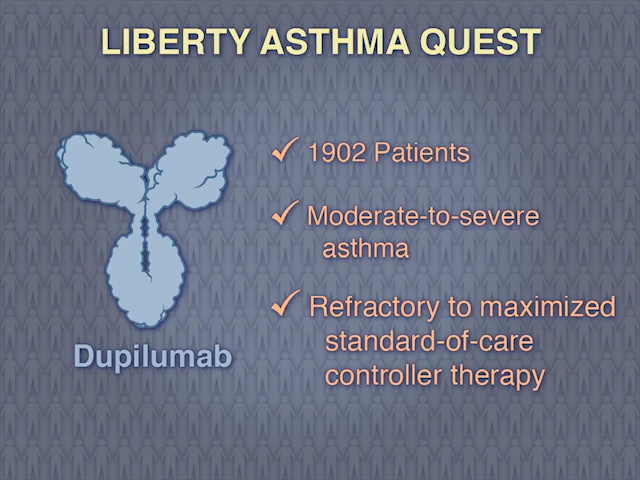 LIBERTY ASTHMA QUEST
✓ 1902 Patients
✓ Moderate-to-severe
asthma
✓ Refractory to maximized
standard-of-care
controller therapy
Dupilumab